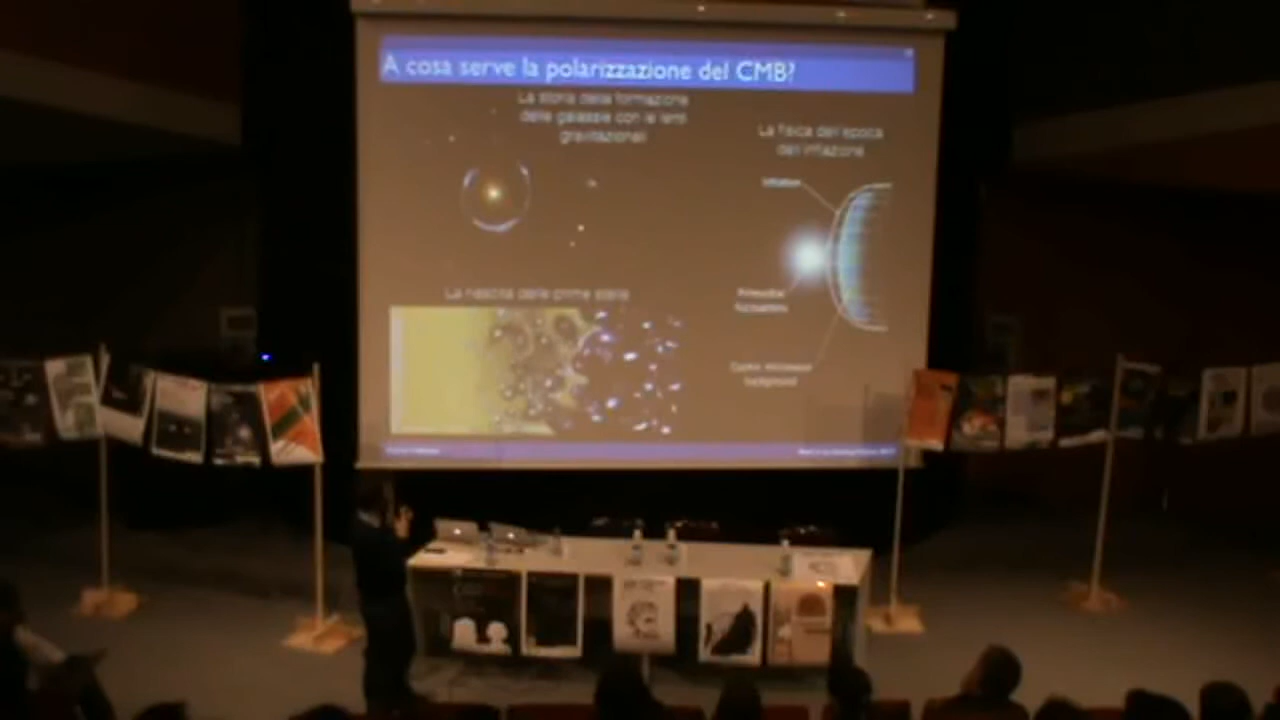 A cosa serve la polarizzazione del CMB?
La storia della formazione
delle galassie con le lenti
gravitazionali
La fisica dell'epoca
dell'inflazione
Inflation
Primordial
fluctuations
La nascita delle prime stelle
Cosmic microwave
background